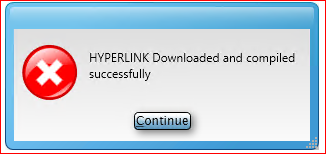 HYPERLINK Downloaded and compiled
successfully
Continue